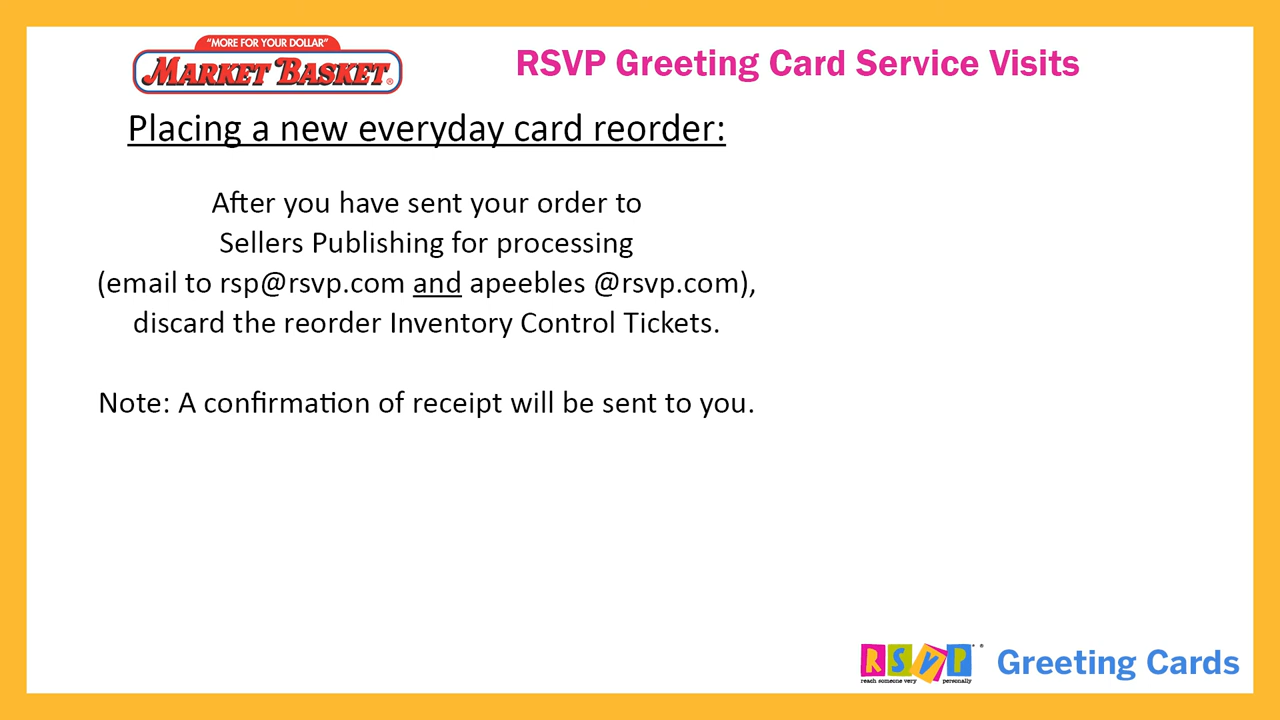 "MORE FOR YOUR DOLLAR"
MARKET BASKET®
RSVP Greeting Card Service Visits
Placing a new everyday card reorder:
After you have sent your order to
Sellers Publishing for processing
(email to rsp@rsvp.com and apeebles @rsvp.com),
discard the reorder Inventory Control Tickets.
Note: A confirmation of receipt will be sent to you.
RSVP ®
reach someone very personally
Greeting Cards